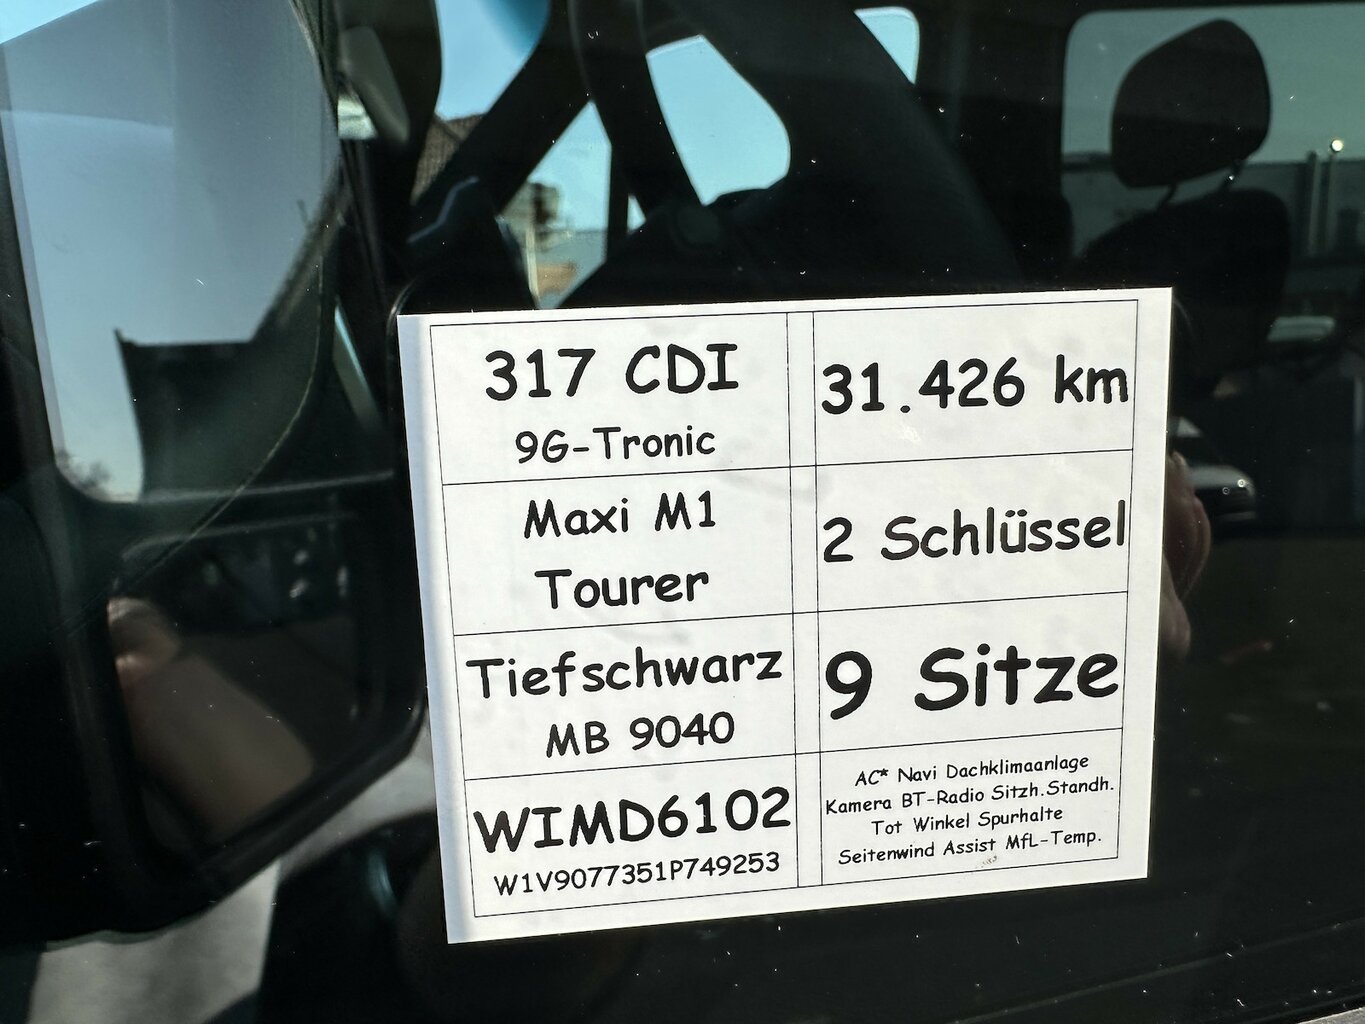 317 CDI
9G-Tronic
Maxi M1
Tourer
Tiefschwarz
MB 9040
WIMD6102
W1V9077351P749253
31.426 km
2 Schlüssel
9 Sitze
AC* Navi Dachklimaanlage
Kamera BT-Radio Sitzh.Standh.
Tot Winkel Spurhalte
Seitenwind Assist MfL-Temp.